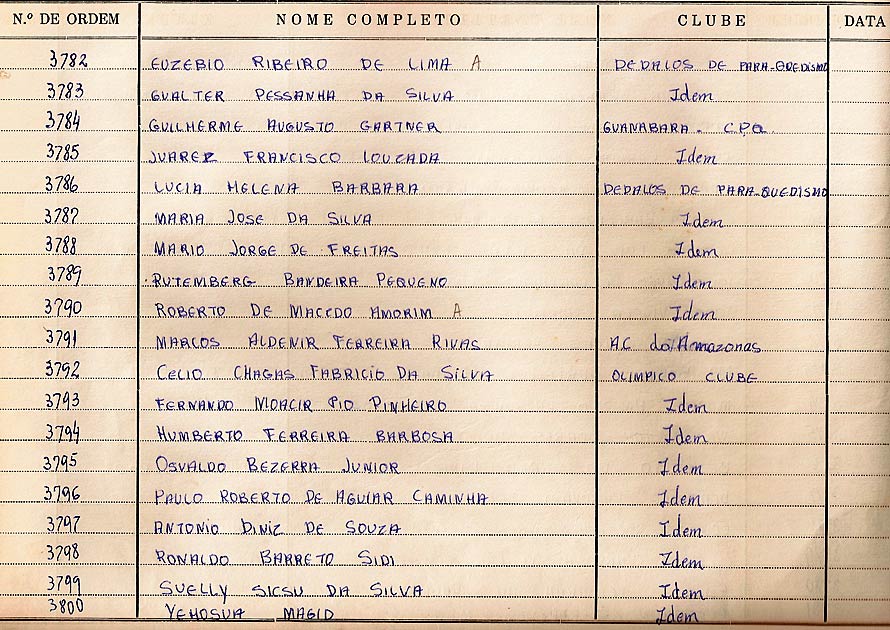 N.º DE ORDEM NOME COMPLETO CLUBE DATA
3782 EUZEBIO RIBEIRO DE LIMA A DEDALOS DE PARA-QUEDISMO
3783 GUALTER PESSANHA DA SILVA Idem
3784 GUILHERME AUGUSTO GARTNER GUANABARA - C.P.Q.
3785 JUAREZ FRANCISCO LOUZADA Idem
3786 LUCIA HELENA BARBARA DEDALOS DE PARA-QUEDISMO
3787 MARIA JOSE DA SILVA Idem
3788 MARIO JORGE DE FREITAS Idem
3789 RUTEMBERG BANDEIRA PEQUENO Idem
3790 ROBERTO DE MACEDO AMORIM A Idem
3791 MARCOS ALDENIR FERREIRA RIVAS AC do Amazonas
3792 CELIO CHAGAS FABRICIO DA SILVA OLIMPICO CLUBE
3793 FERNANDO MOACIR PIO PINHEIRO Idem
3794 HUMBERTO FERREIRA BARBOSA Idem
3795 OSVALDO BEZERRA JUNIOR Idem
3796 PAULO ROBERTO DE AGUIAR CAMINHA Idem
3797 ANTONIO DINIZ DE SOUZA Idem
3798 RONALDO BARRETO SIDI Idem
3799 SUELLY SICSU DA SILVA Idem
3800 YEHOSUA MAGID Idem